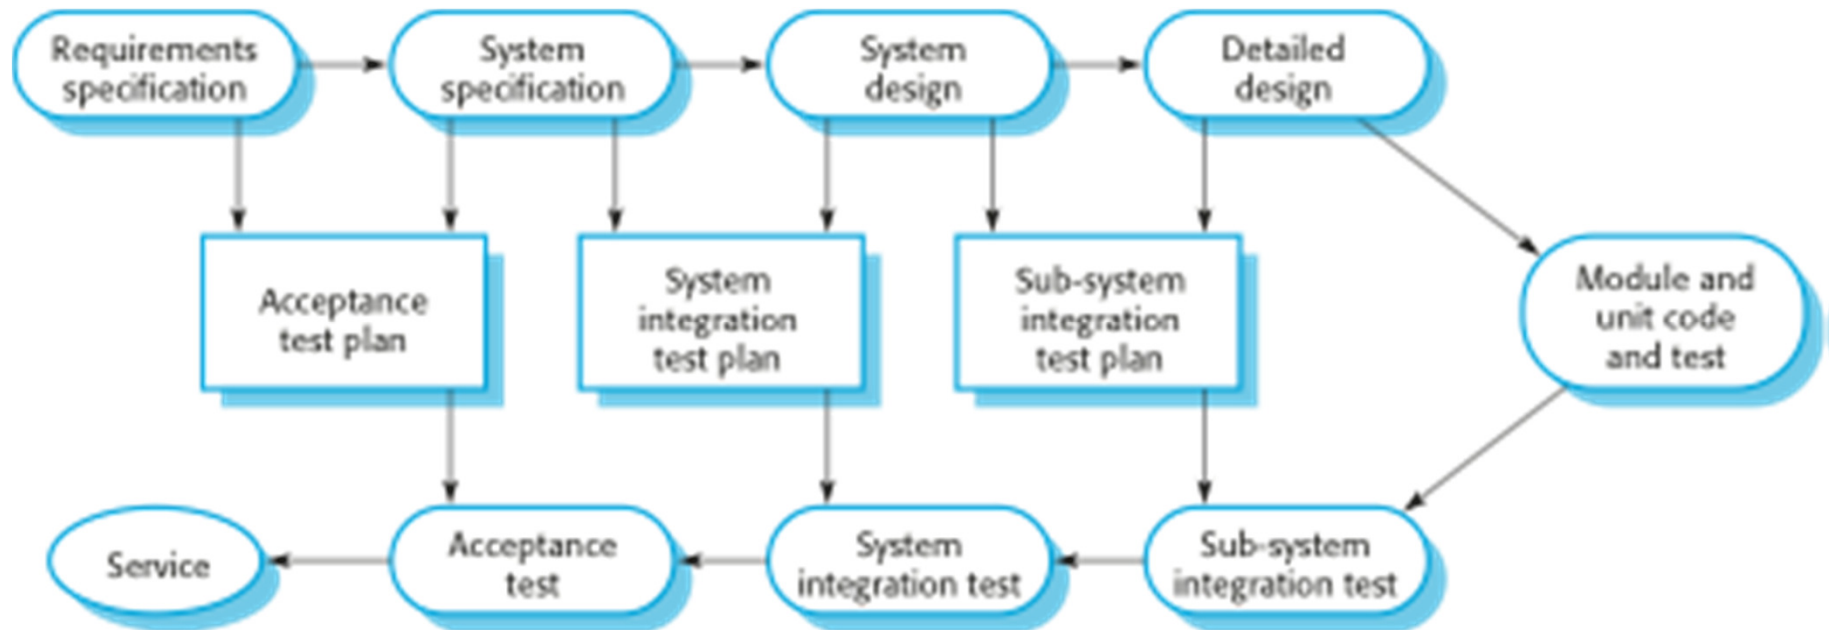 Requirements
specification
System
specification
System
design
Detailed
design
Acceptance
test plan
System
integration
test plan
Sub-system
integration
test plan
Module and
unit code
and test
Service
Acceptance
test
System
integration test
Sub-system
integration test